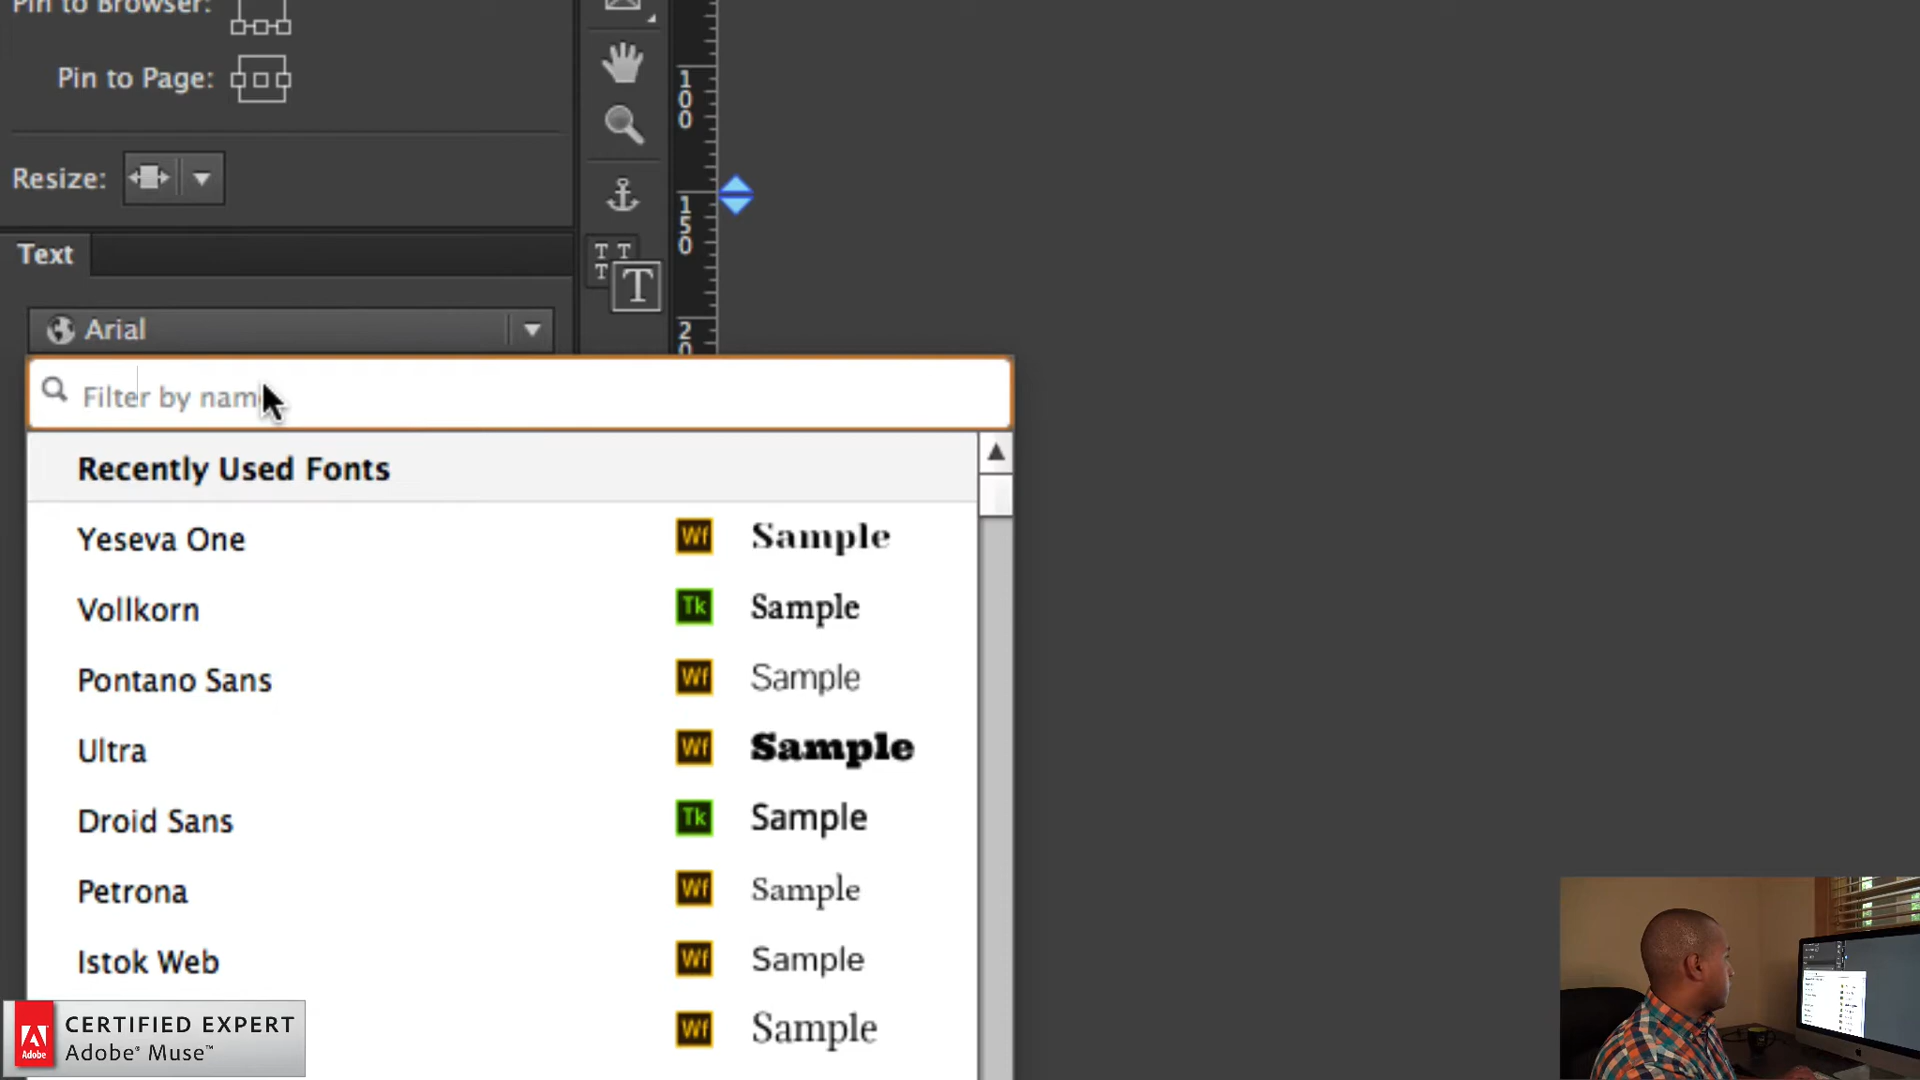 Pin to Browser:
Pin to Page:
Resize:
Text
T T
T T
Arial
Filter by nam
Recently Used Fonts
Yeseva One Wf Sample
Vollkorn Tk Sample
Pontano Sans Wf Sample
Ultra Wf Sample
Droid Sans Tk Sample
Petrona Wf Sample
Istok Web Wf Sample
Wf Sample
100
150
20
CERTIFIED EXPERT
Adobe® Muse™
Adobe